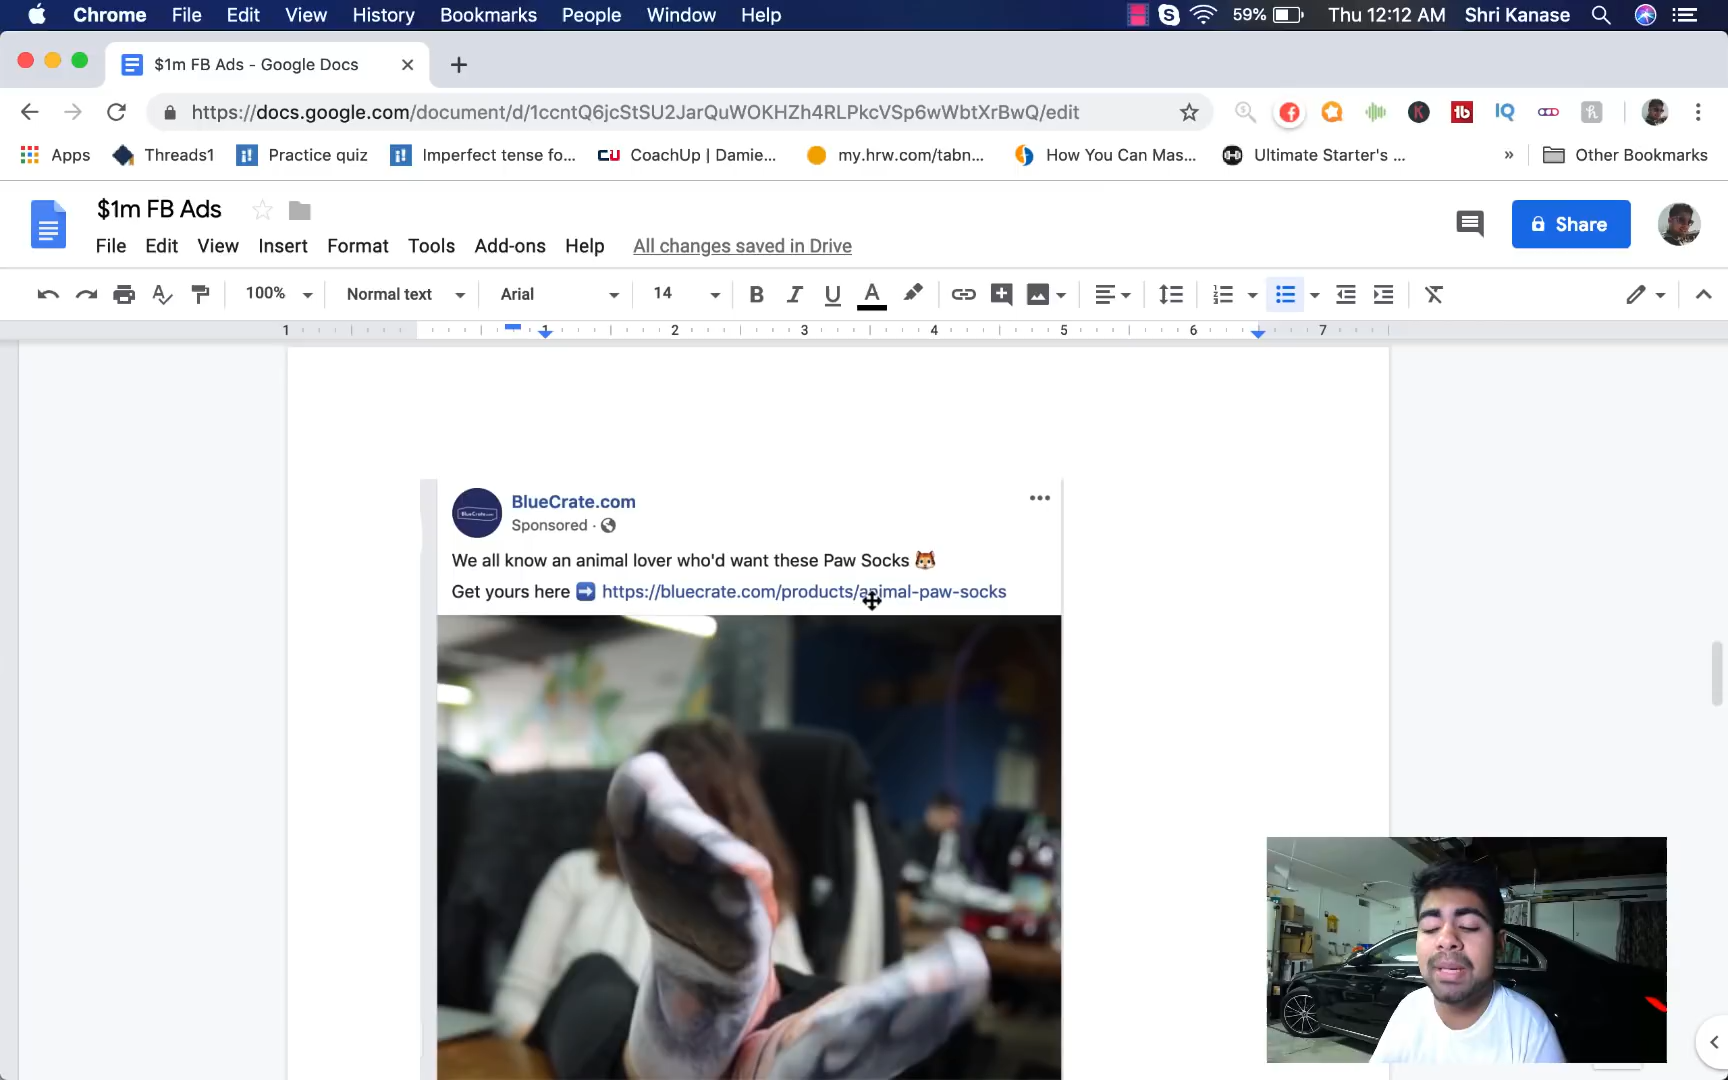 Chrome File Edit View History Bookmarks People Window Help 59% Thu 12:12 AM Shri Kanase
$1m FB Ads - Google Docs
https://docs.google.com/document/d/1ccntQ6jcStSU2JarQuWOKHZh4RLPkcVSp6wWbtXrBwQ/edit
Apps Threads1 Practice quiz Imperfect tense fo... CoachUp | Damie... my.hrw.com/tabn... How You Can Mas... Ultimate Starter's ... » Other Bookmarks
$1m FB Ads
File Edit View Insert Format Tools Add-ons Help All changes saved in Drive
Share
100% Normal text Arial 14
1 1 2 3 4 5 6 7
BlueCrate.com
Sponsored ·
We all know an animal lover who'd want these Paw Socks
Get yours here https://bluecrate.com/products/animal-paw-socks